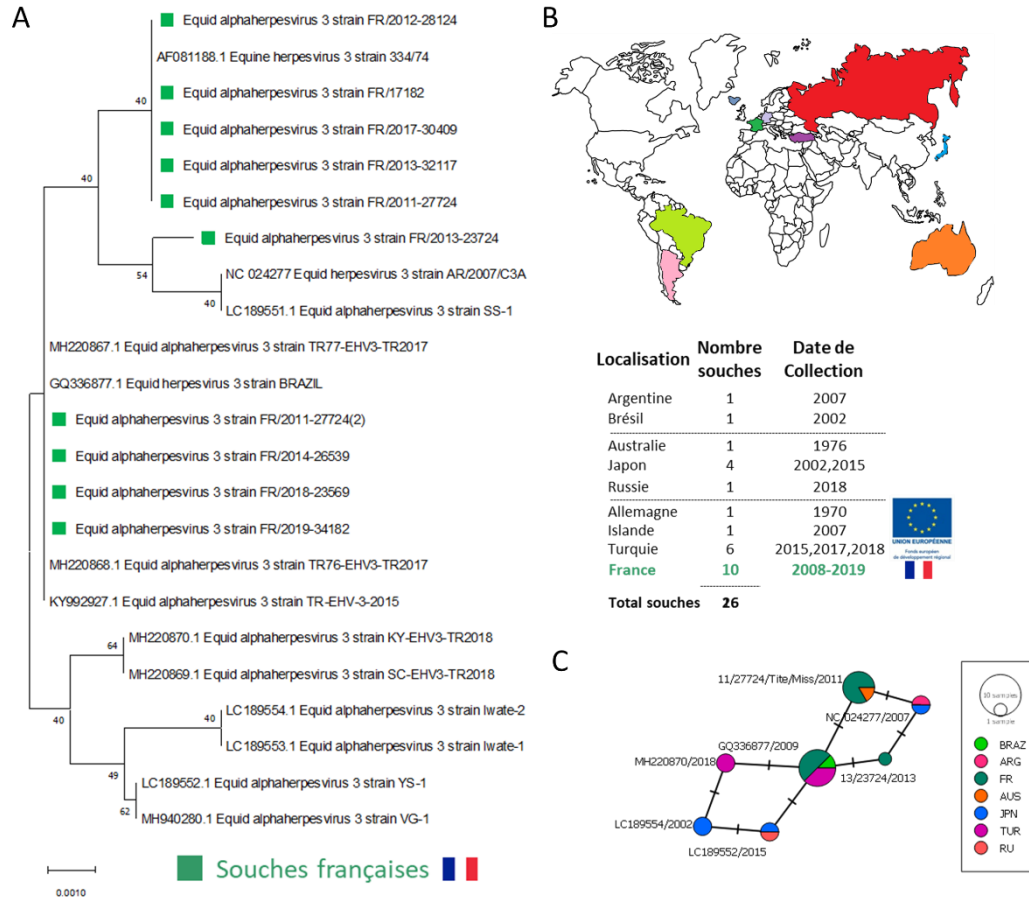 A
Equid alphaherpesvirus 3 strain FR/2012-28124
AF081188.1 Equine herpesvirus 3 strain 334/74
Equid alphaherpesvirus 3 strain FR/17182
Equid alphaherpesvirus 3 strain FR/2017-30409
Equid alphaherpesvirus 3 strain FR/2013-32117
Equid alphaherpesvirus 3 strain FR/2011-27724
Equid alphaherpesvirus 3 strain FR/2013-23724
NC 024277 Equid herpesvirus 3 strain AR/2007/C3A
LC189551.1 Equid alphaherpesvirus 3 strain SS-1
MH220867.1 Equid alphaherpesvirus 3 strain TR77-EHV3-TR2017
GQ336877.1 Equid herpesvirus 3 strain BRAZIL
Equid alphaherpesvirus 3 strain FR/2011-27724(2)
Equid alphaherpesvirus 3 strain FR/2014-26539
Equid alphaherpesvirus 3 strain FR/2018-23569
Equid alphaherpesvirus 3 strain FR/2019-34182
MH220868.1 Equid alphaherpesvirus 3 strain TR76-EHV3-TR2017
KY992927.1 Equid alphaherpesvirus 3 strain TR-EHV-3-2015
MH220870.1 Equid alphaherpesvirus 3 strain KY-EHV3-TR2018
MH220869.1 Equid alphaherpesvirus 3 strain SC-EHV3-TR2018
LC189554.1 Equid alphaherpesvirus 3 strain Iwate-2
LC189553.1 Equid alphaherpesvirus 3 strain Iwate-1
LC189552.1 Equid alphaherpesvirus 3 strain YS-1
MH940280.1 Equid alphaherpesvirus 3 strain VG-1
40
40
54
40
64
40
40
49
62
0.0010
Souches françaises
B
Localisation Nombre souches Date de Collection
Argentine 1 2007
Brésil 1 2002
Australie 1 1976
Japon 4 2002,2015
Russie 1 2018
Allemagne 1 1970
Islande 1 2007
Turquie 6 2015,2017,2018
France 10 2008-2019
Total souches 26
UNION EUROPÉENNE
Fonds européen
de développement régional
C
11/27724/Tite/Miss/2011
NC 024277/2007
GQ336877/2009
MH220870/2018
13/23724/2013
LC189554/2002
LC189552/2015
10 samples
1 sample
BRAZ
ARG
FR
AUS
JPN
TUR
RU